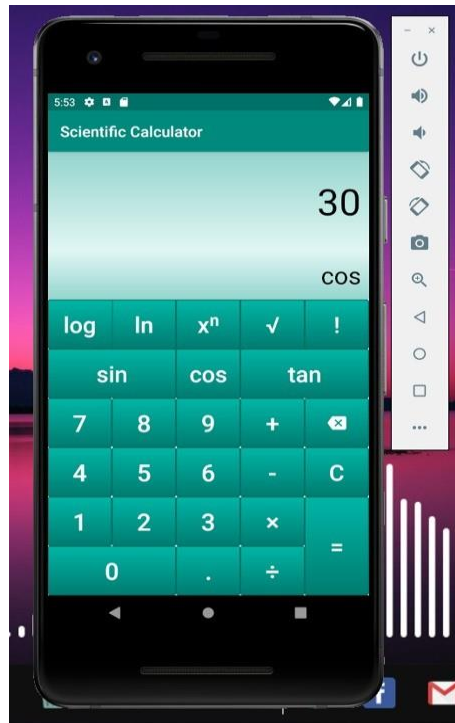 5:53
Scientific Calculator
30
cos
log ln xⁿ √ !
sin cos tan
7 8 9 + ×
4 5 6 - C
1 2 3 ×
=
0 . ÷